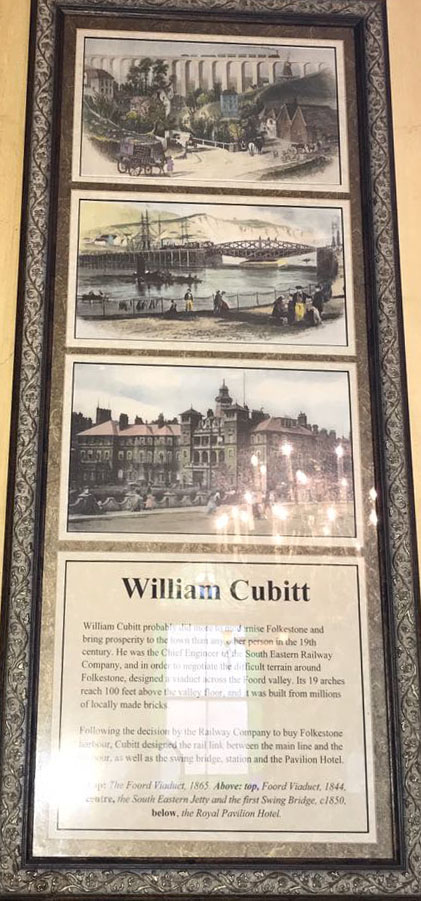 William Cubitt
William Cubitt probably did more to modernise Folkestone and
bring prosperity to the town than any other person in the 19th
century. He was the Chief Engineer of the South Eastern Railway
Company, and in order to negotiate the difficult terrain around
Folkestone, designed a viaduct across the Foord valley. Its 19 arches
reach 100 feet above the valley floor, and it was built from millions
of locally made bricks.
Following the decision by the Railway Company to buy Folkestone
harbour, Cubitt designed the rail link between the main line and the
harbour, as well as the swing bridge, station and the Pavilion Hotel.
The Foord Viaduct, 1865. Above: top, Foord Viaduct, 1844,
centre, the South Eastern Jetty and the first Swing Bridge, c1850,
below, the Royal Pavilion Hotel.